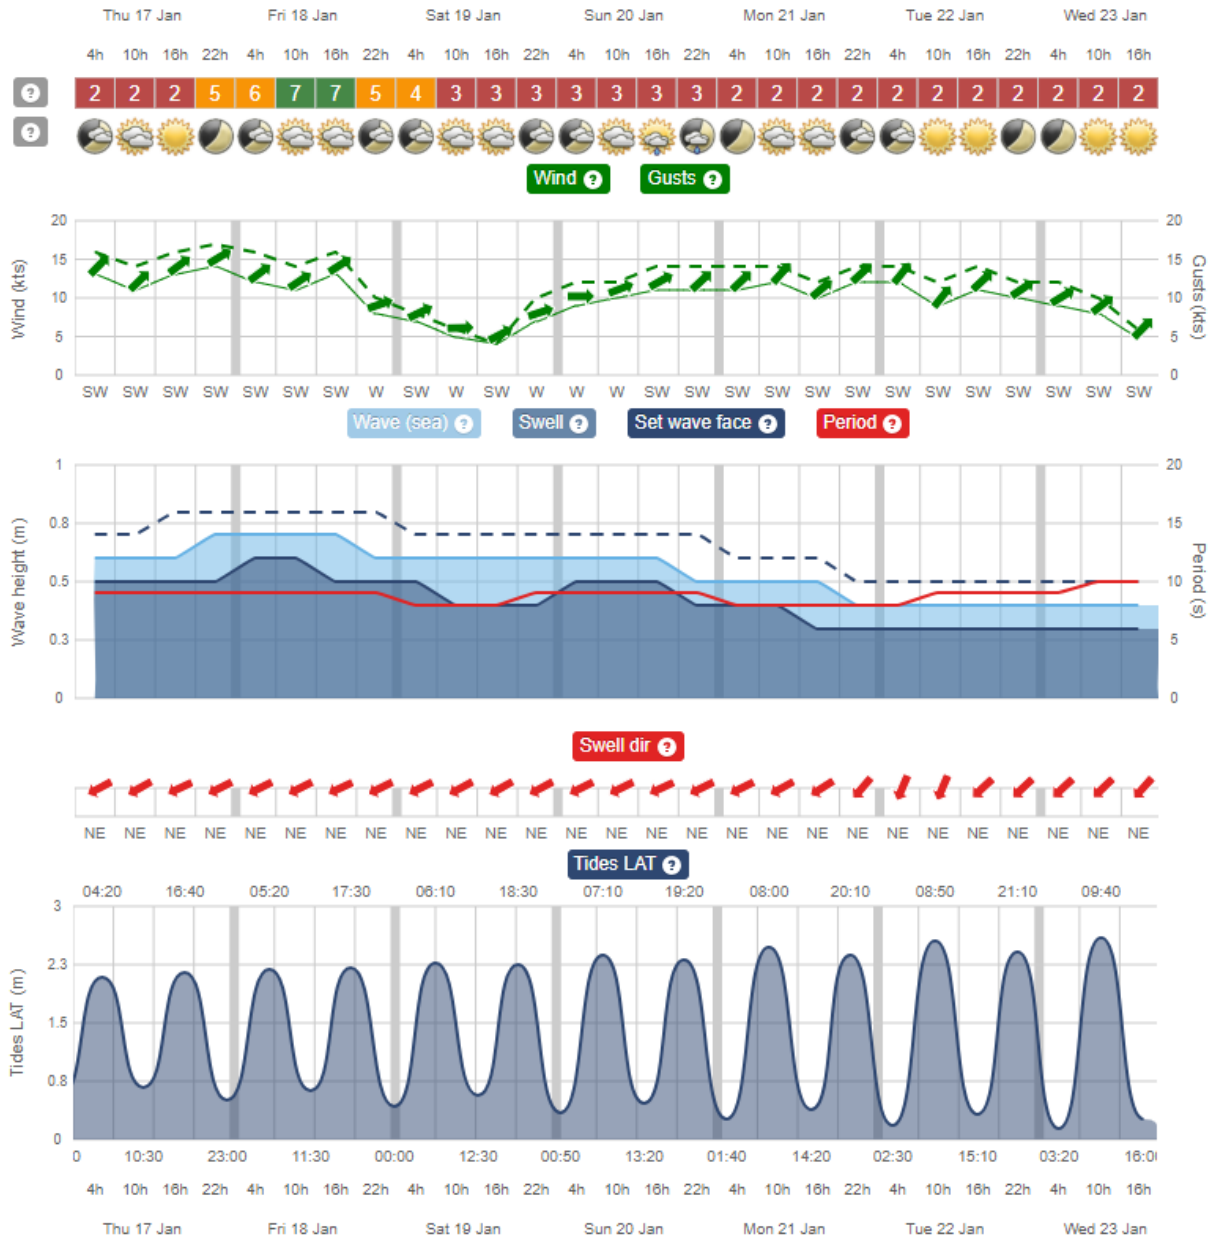 Thu 17 Jan Fri 18 Jan Sat 19 Jan Sun 20 Jan Mon 21 Jan Tue 22 Jan Wed 23 Jan
4h 10h 16h 22h 4h 10h 16h 22h 4h 10h 16h 22h 4h 10h 16h 22h 4h 10h 16h 22h 4h 10h 16h 22h 4h 10h 16h
? 2 2 2 5 6 7 7 5 4 3 3 3 3 3 3 3 2 2 2 2 2 2 2 2 2 2 2
?
Wind ? Gusts ?
20 20
15 15
10 10
5 5
0 0
Wind (kts)
Gusts (kts)
SW SW SW SW SW SW SW W SW W SW W W W SW SW SW SW SW SW SW SW SW SW SW SW SW
Wave (sea) ? Swell ? Set wave face ? Period ?
1 20
0.8 15
0.5 10
0.3 5
0 0
Wave height (m)
Period (s)
Swell dir ?
NE NE NE NE NE NE NE NE NE NE NE NE NE NE NE NE NE NE NE NE NE NE NE NE NE NE NE
Tides LAT ?
04:20 16:40 05:20 17:30 06:10 18:30 07:10 19:20 08:00 20:10 08:50 21:10 09:40
3
2.3
1.5
0.8
0
Tides LAT (m)
0 10:30 23:00 11:30 00:00 12:30 00:50 13:20 01:40 14:20 02:30 15:10 03:20 16:0
4h 10h 16h 22h 4h 10h 16h 22h 4h 10h 16h 22h 4h 10h 16h 22h 4h 10h 16h 22h 4h 10h 16h 22h 4h 10h 16h
Thu 17 Jan Fri 18 Jan Sat 19 Jan Sun 20 Jan Mon 21 Jan Tue 22 Jan Wed 23 Jan